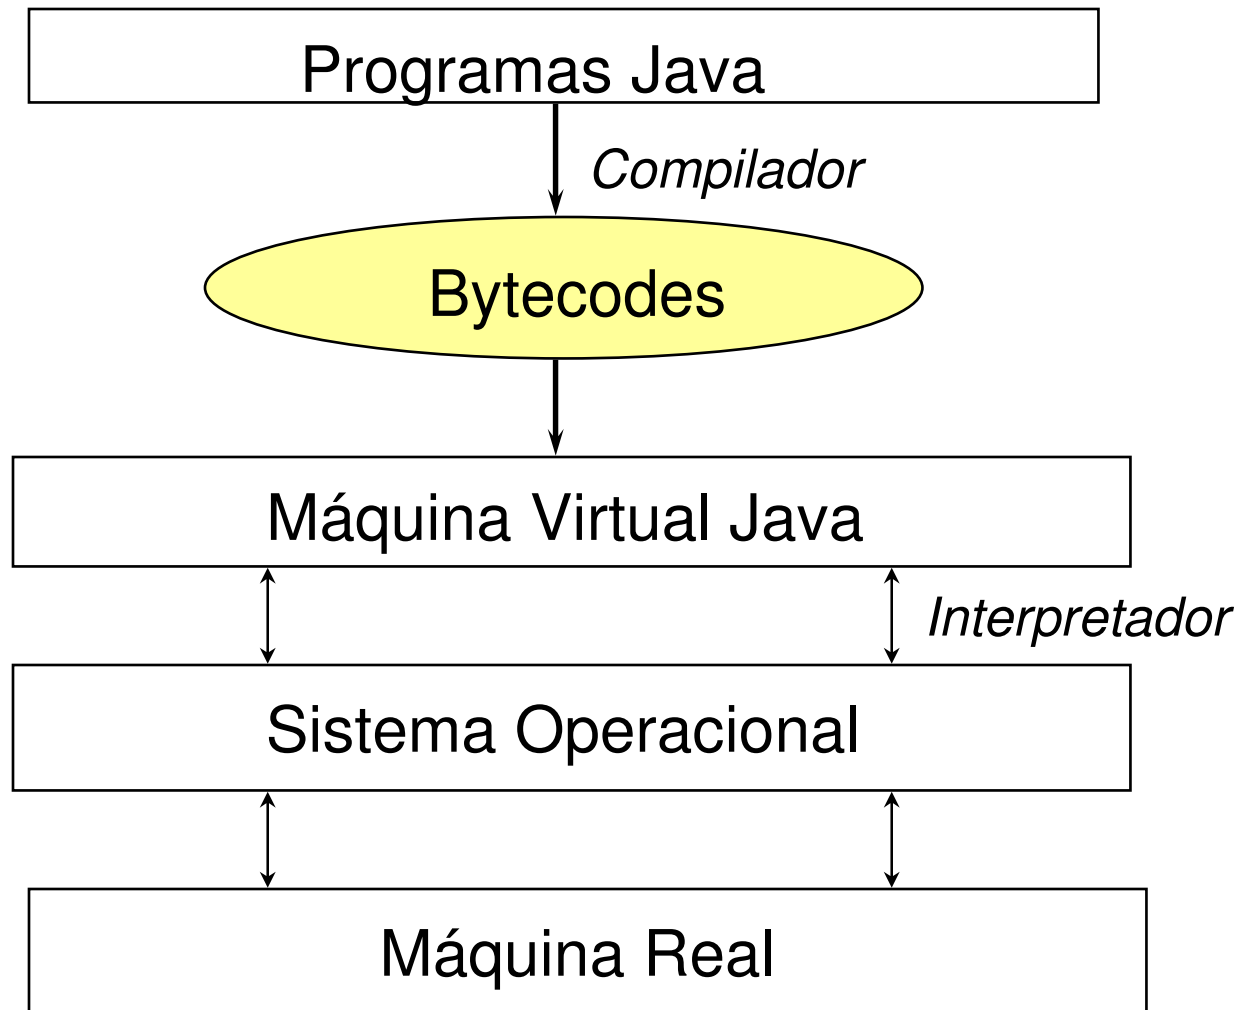 Programas Java
Compilador
Bytecodes
Máquina Virtual Java
Interpretador
Sistema Operacional
Máquina Real